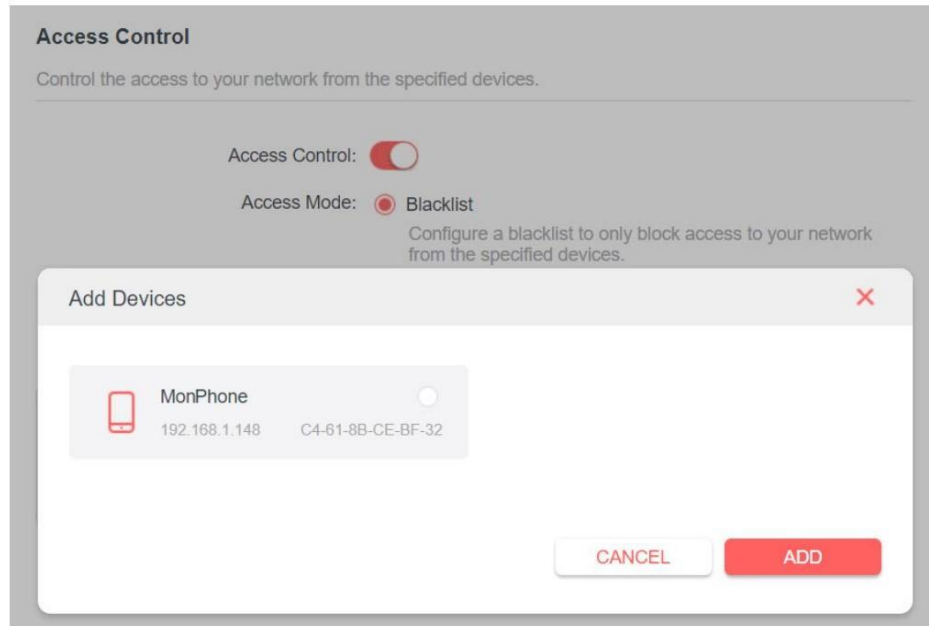 Access Control
Control the access to your network from the specified devices.
Access Control:
Access Mode: Blacklist
Configure a blacklist to only block access to your network
from the specified devices.
Add Devices
MonPhone
192.168.1.148 C4-61-8B-CE-BF-32
CANCEL ADD